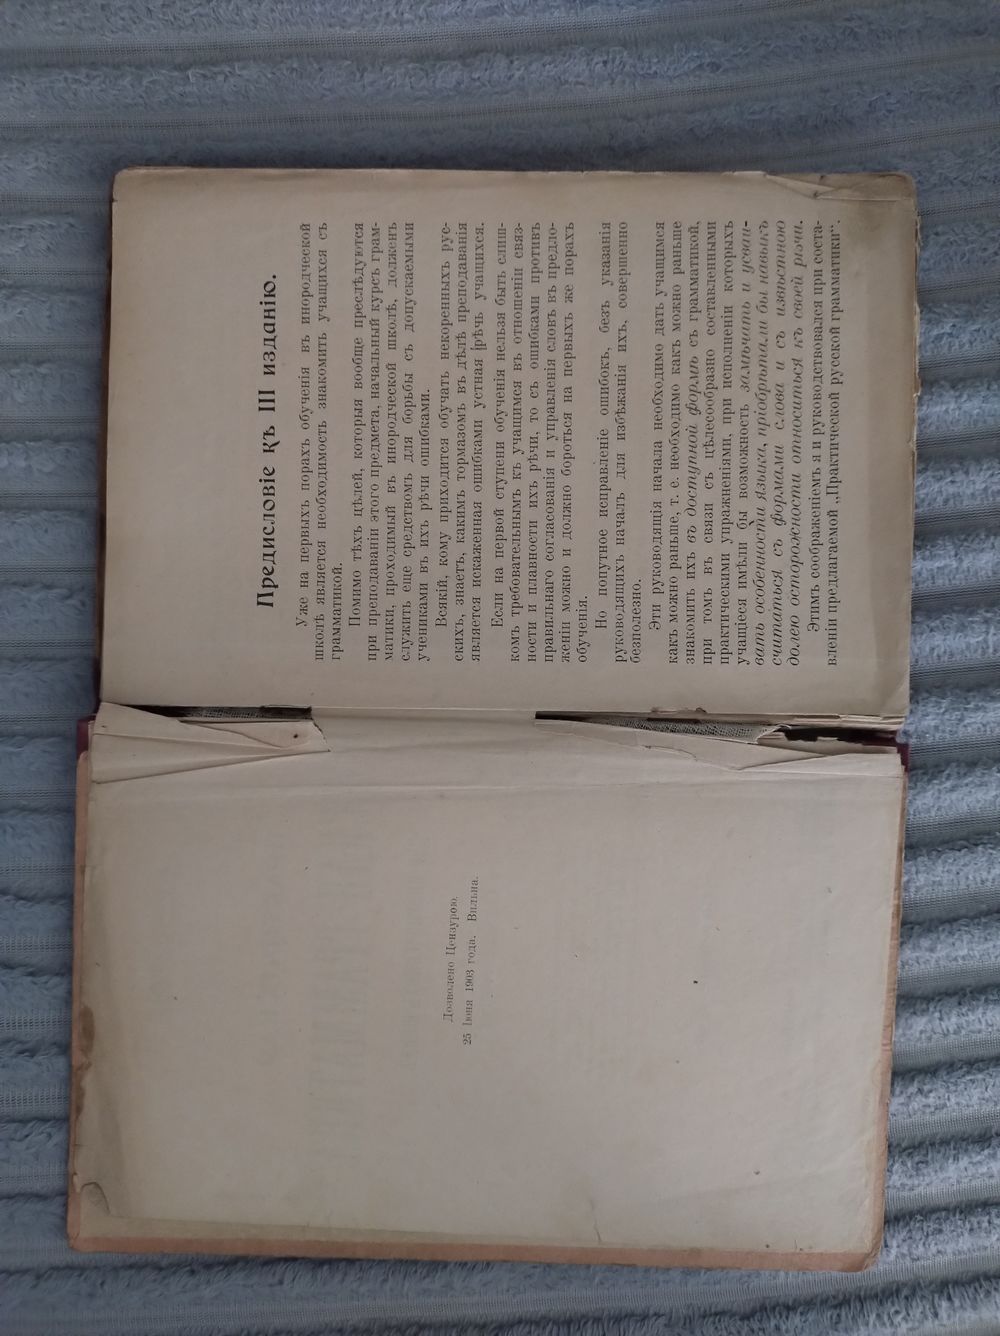 Дозволено Цензурою.
25 Іюня 1903 года. Вильна.
Предисловіе къ III изданію.
Уже на первыхъ порахъ обученія въ инородческой
школѣ является необходимость знакомить учащихся съ
грамматикой.
Помимо тѣхъ цѣлей, которыя вообще преслѣдуются
при преподаваніи этого предмета, начальный курсъ грам-
матики, проходимый въ инородческой школѣ, долженъ
служить еще средствомъ для борьбы съ допускаемыми
учениками въ ихъ рѣчи ошибками.
Всякій, кому приходится обучать некоренныхъ рус-
скихъ, знаетъ, какимъ тормазомъ въ дѣлѣ преподаванія
является искаженная ошибками устная рѣчь учащихся.
Если на первой ступени обученія нельзя быть слиш-
комъ требовательнымъ къ учащимся въ отношеніи связ-
ности и плавности ихъ рѣчи, то съ ошибками противъ
правильнаго согласованія и управленія словъ въ предло-
женіи можно и должно бороться на первыхъ же порахъ
обученія.
Но попутное исправленіе ошибокъ, безъ указанія
руководящихъ началъ для избѣжанія ихъ, совершенно
безполезно.
Эти руководящія начала необходимо дать учащимся
какъ можно раньше, т. е. необходимо какъ можно раньше
знакомить ихъ въ доступной формѣ съ грамматикой,
при томъ въ связи съ цѣлесообразно составленными
практическими упражненіями, при исполненіи которыхъ
учащіеся имѣли бы возможность замѣчать и усваи-
вать особенности языка, пріобрѣтали бы навыкъ
считаться съ формами слова и съ извѣстною
долею осторожности относиться къ своей рѣчи.
Этимъ соображеніемъ я и руководствовался при соста-
вленіи предлагаемой „Практической русской грамматики“.